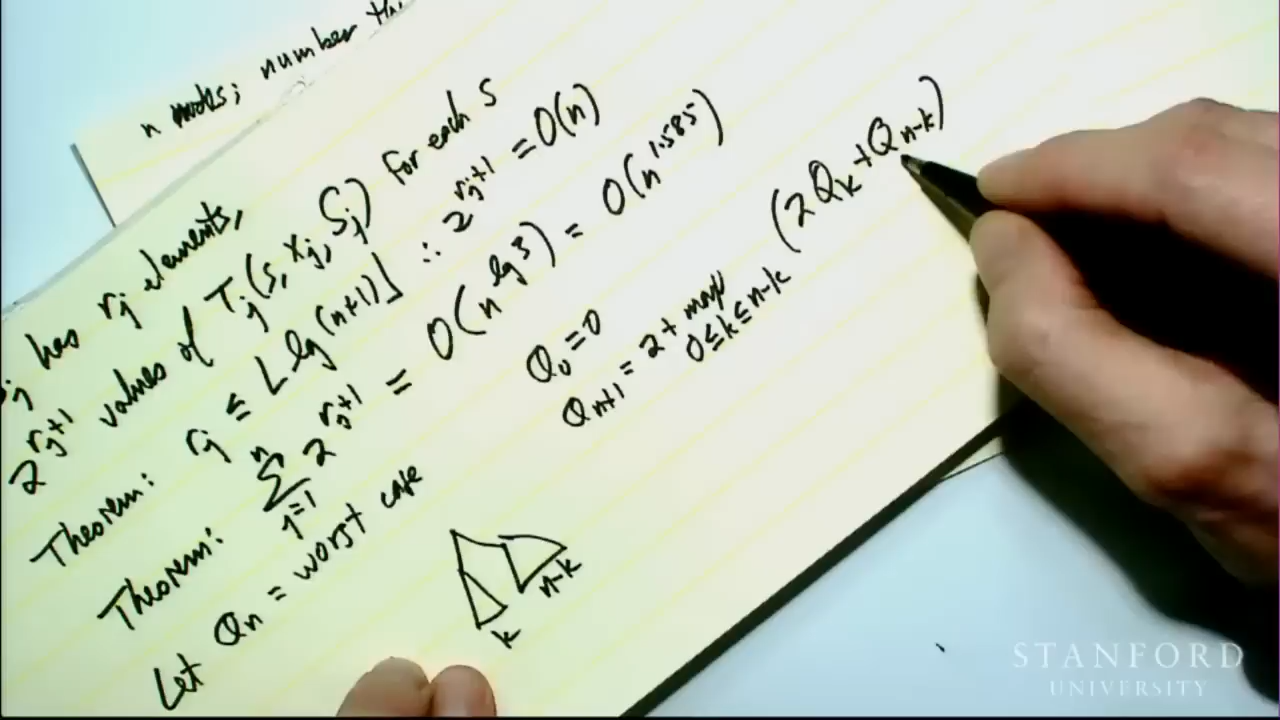 n nodes; number
j has rj elements,
2^(rj+1) values of Tj(s, xj, Sj) for each s
Theorem: rj ≤ ⌊lg(n+1)⌋ ∴ 2^(rj+1) = O(n)
Theorem: Σ_(j=1)^n 2^(rj+1) = O(n^(lg 3)) = O(n^1.585)
Let Qn = worst case
Q0 = 0
Qn+1 = 2 + max 0≤k≤n-k (2Qk + Qn-k)
k
n-k
STANFORD
UNIVERSITY